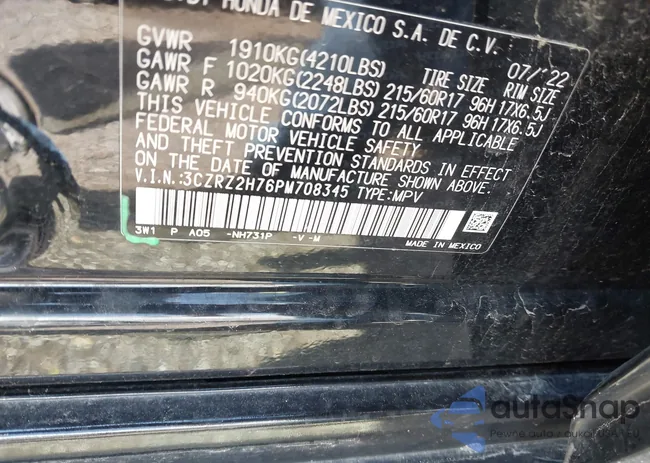 HONDA DE MEXICO S.A. DE C.V.
07/'22
GVWR 1910KG(4210LBS) TIRE SIZE RIM SIZE
GAWR F 1020KG(2248LBS) 215/60R17 96H 17X6.5J
GAWR R 940KG(2072LBS) 215/60R17 96H 17X6.5J
THIS VEHICLE CONFORMS TO ALL APPLICABLE
FEDERAL MOTOR VEHICLE SAFETY
AND THEFT PREVENTION STANDARDS IN EFFECT
ON THE DATE OF MANUFACTURE SHOWN ABOVE.
V.I.N.:3CZRZ2H76PM708345 TYPE:MPV
3W1 P A05 -NH731P -V-M MADE IN MEXICO
autoSnap
Pewne auto z